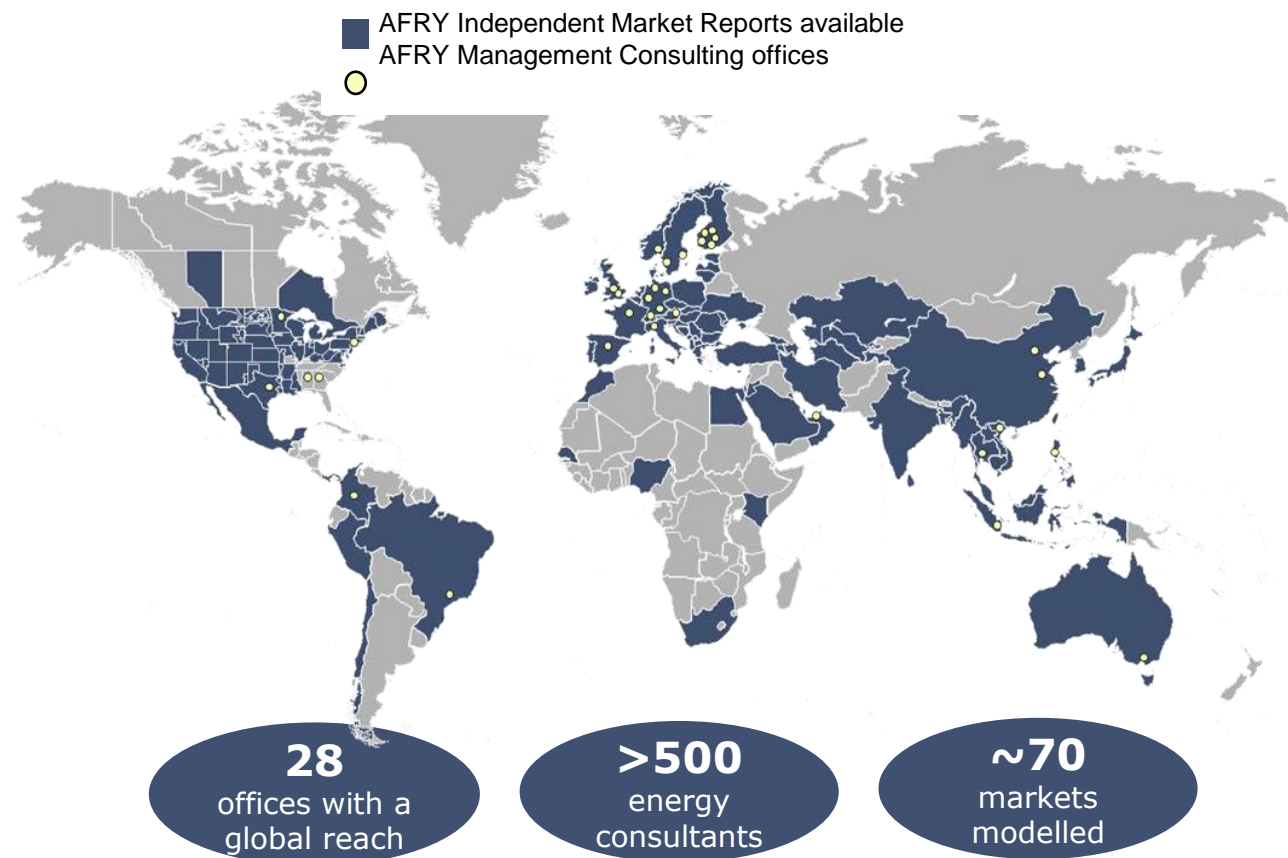 AFRY Independent Market Reports available
AFRY Management Consulting offices
28
offices with a
global reach
>500
energy
consultants
~70
markets
modelled